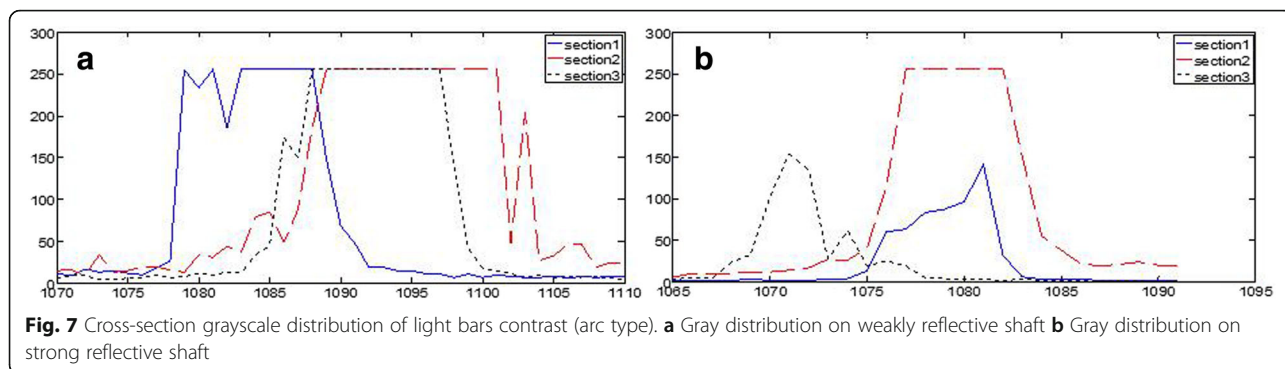 a
300
250
200
150
100
50
0
section1
section2
section3
1070 1075 1080 1085 1090 1095 1100 1105 1110
b
300
250
200
150
100
50
0
section1
section2
section3
1065 1070 1075 1080 1085 1090 1095
Fig. 7 Cross-section grayscale distribution of light bars contrast (arc type). a Gray distribution on weakly reflective shaft b Gray distribution on
strong reflective shaft